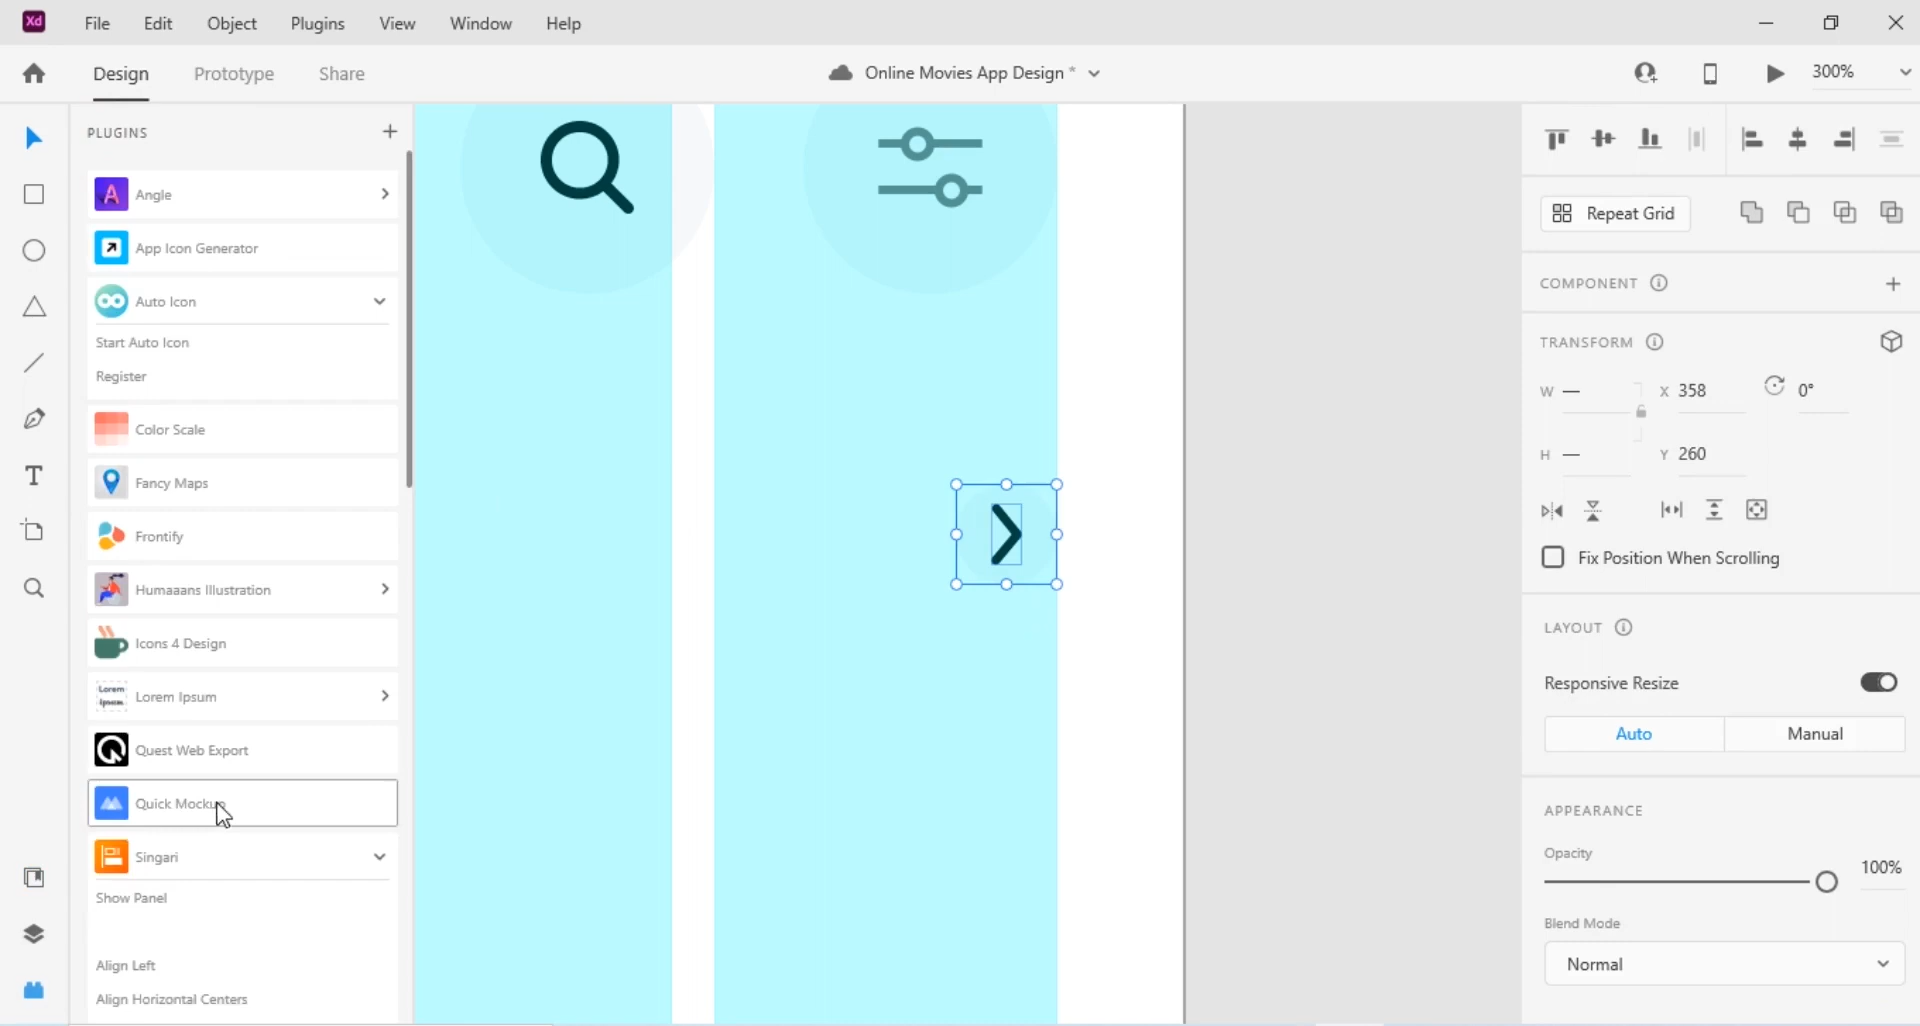 Xd File Edit Object Plugins View Window Help
Design Prototype Share Online Movies App Design * 300%
PLUGINS
Angle
App Icon Generator
Auto Icon
Start Auto Icon
Register
Color Scale
Fancy Maps
Frontify
Humaaans Illustration
Icons 4 Design
Lorem Ipsum
Lorem Ipsum
Quest Web Export
Quick Mockup
Singari
Show Panel
Align Left
Align Horizontal Centers
Repeat Grid
COMPONENT
TRANSFORM
W — X 358 0°
H — Y 260
Fix Position When Scrolling
LAYOUT
Responsive Resize
Auto Manual
APPEARANCE
Opacity
100%
Blend Mode
Normal